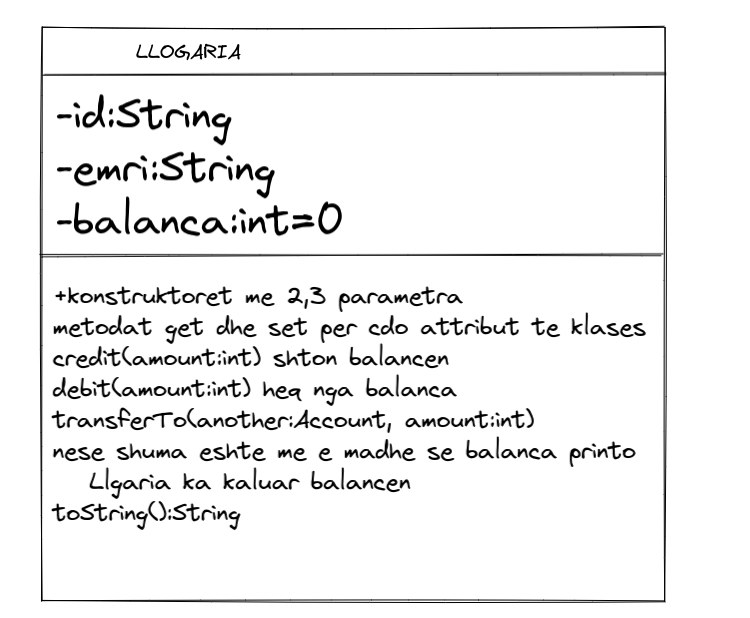 LLOGARIA
-id:String
-emri:String
-balanca:int=0
+konstruktoret me 2,3 parametra
metodat get dhe set per cdo attribut te klases
credit(amount:int) shton balancen
debit(amount:int) heq nga balanca
transferTo(another:Account, amount:int)
nese shuma eshte me e madhe se balanca printo
Llgaria ka kaluar balancen
toString():String